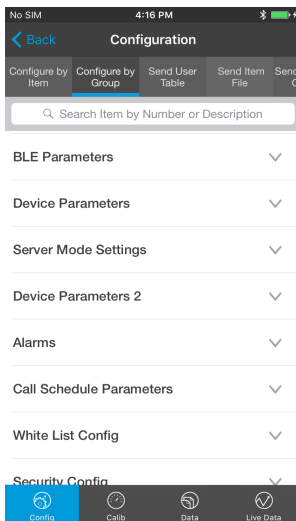 No SIM 4:16 PM
Back Configuration
Configure by Item Configure by Group Send User Table Send Item File Send
Search Item by Number or Description
BLE Parameters
Device Parameters
Server Mode Settings
Device Parameters 2
Alarms
Call Schedule Parameters
White List Config
Security Config
Config Calib Data Live Data